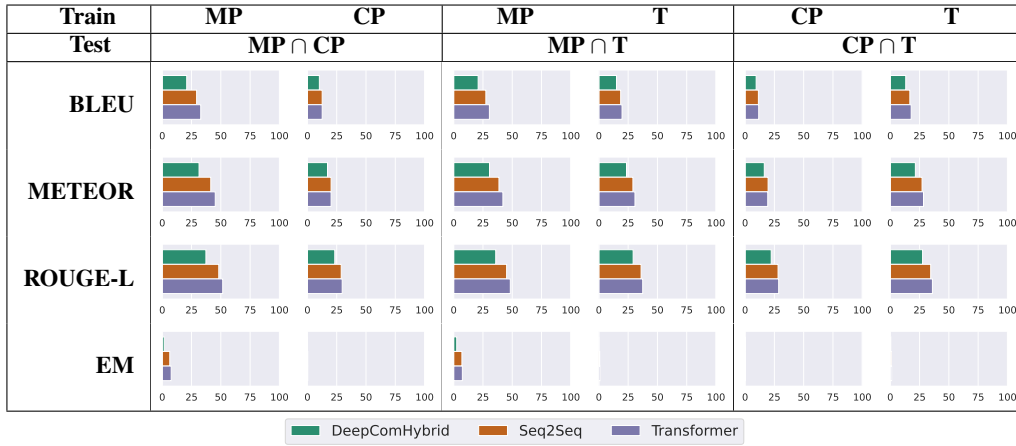 Train MP CP MP T CP T
Test MP ∩ CP MP ∩ T CP ∩ T
BLEU
0 25 50 75 100 0 25 50 75 100 0 25 50 75 100 0 25 50 75 100 0 25 50 75 100 0 25 50 75 100
METEOR
0 25 50 75 100 0 25 50 75 100 0 25 50 75 100 0 25 50 75 100 0 25 50 75 100 0 25 50 75 100
ROUGE-L
0 25 50 75 100 0 25 50 75 100 0 25 50 75 100 0 25 50 75 100 0 25 50 75 100 0 25 50 75 100
EM
0 25 50 75 100 0 25 50 75 100 0 25 50 75 100 0 25 50 75 100 0 25 50 75 100 0 25 50 75 100
DeepComHybrid Seq2Seq Transformer